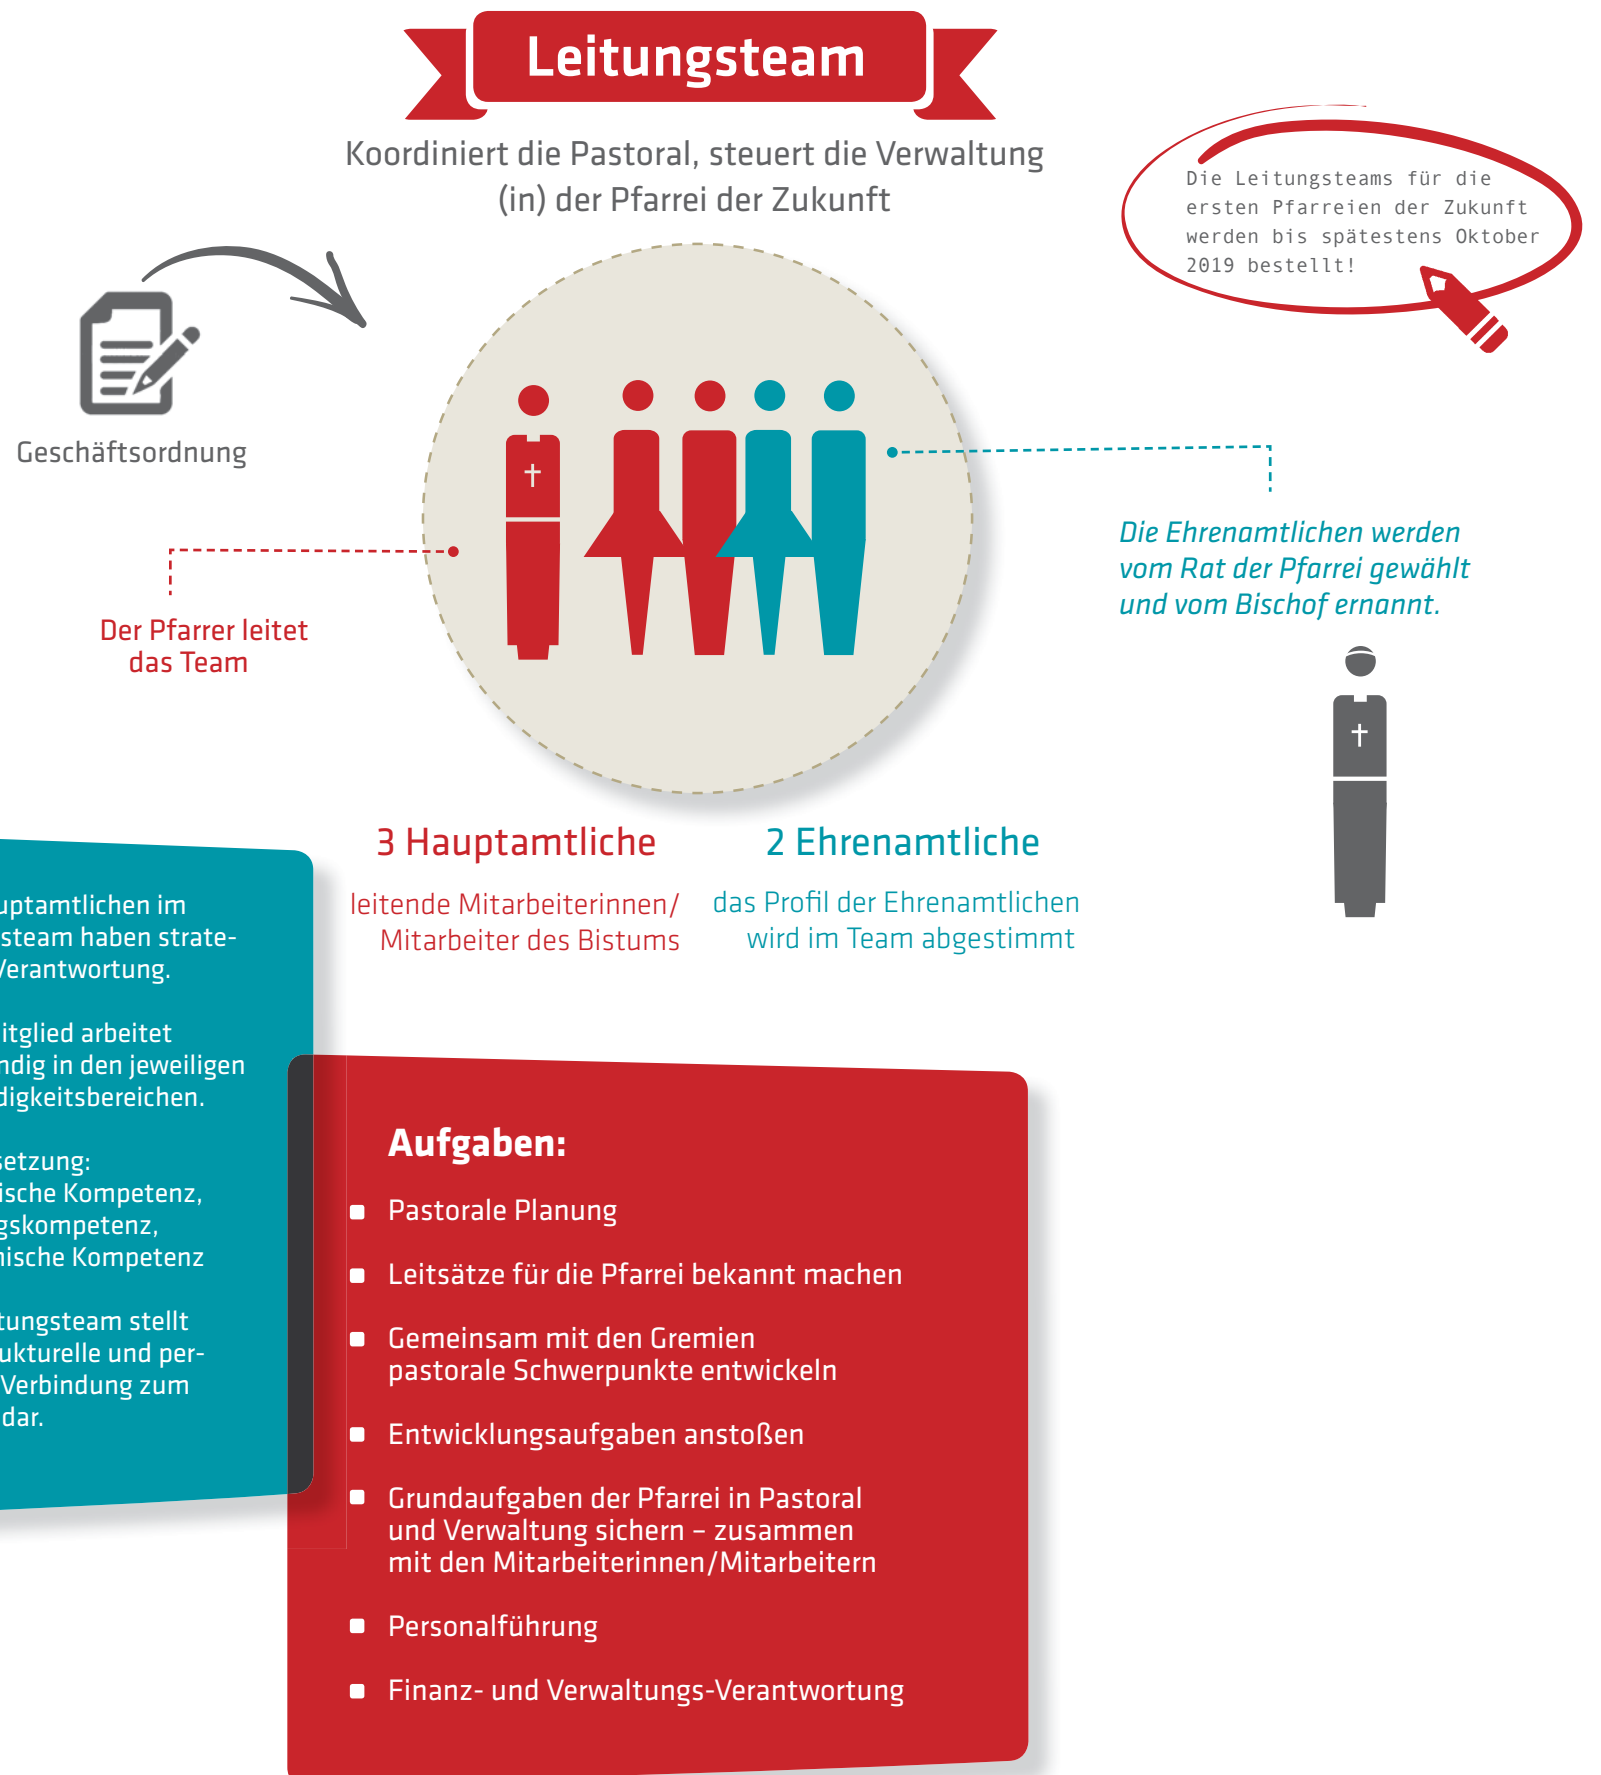 Leitungsteam
Koordiniert die Pastoral, steuert die Verwaltung
(in) der Pfarrei der Zukunft
Die Leitungsteams für die
ersten Pfarreien der Zukunft
werden bis spätestens Oktober
2019 bestellt!
Geschäftsordnung
Der Pfarrer leitet
das Team
Die Ehrenamtlichen werden
vom Rat der Pfarrei gewählt
und vom Bischof ernannt.
3 Hauptamtliche
leitende Mitarbeiterinnen/
Mitarbeiter des Bistums
2 Ehrenamtliche
das Profil der Ehrenamtlichen
wird im Team abgestimmt
uptamtlichen im
steam haben strate-
Verantwortung.
itglied arbeitet
ndig in den jeweiligen
digkeitsbereichen.
setzung:
ische Kompetenz,
gskompetenz,
nische Kompetenz
tungsteam stellt
ukturelle und per-
Verbindung zum
dar.
Aufgaben:
Pastorale Planung
Leitsätze für die Pfarrei bekannt machen
Gemeinsam mit den Gremien
pastorale Schwerpunkte entwickeln
Entwicklungsaufgaben anstoßen
Grundaufgaben der Pfarrei in Pastoral
und Verwaltung sichern – zusammen
mit den Mitarbeiterinnen/Mitarbeitern
Personalführung
Finanz- und Verwaltungs-Verantwortung